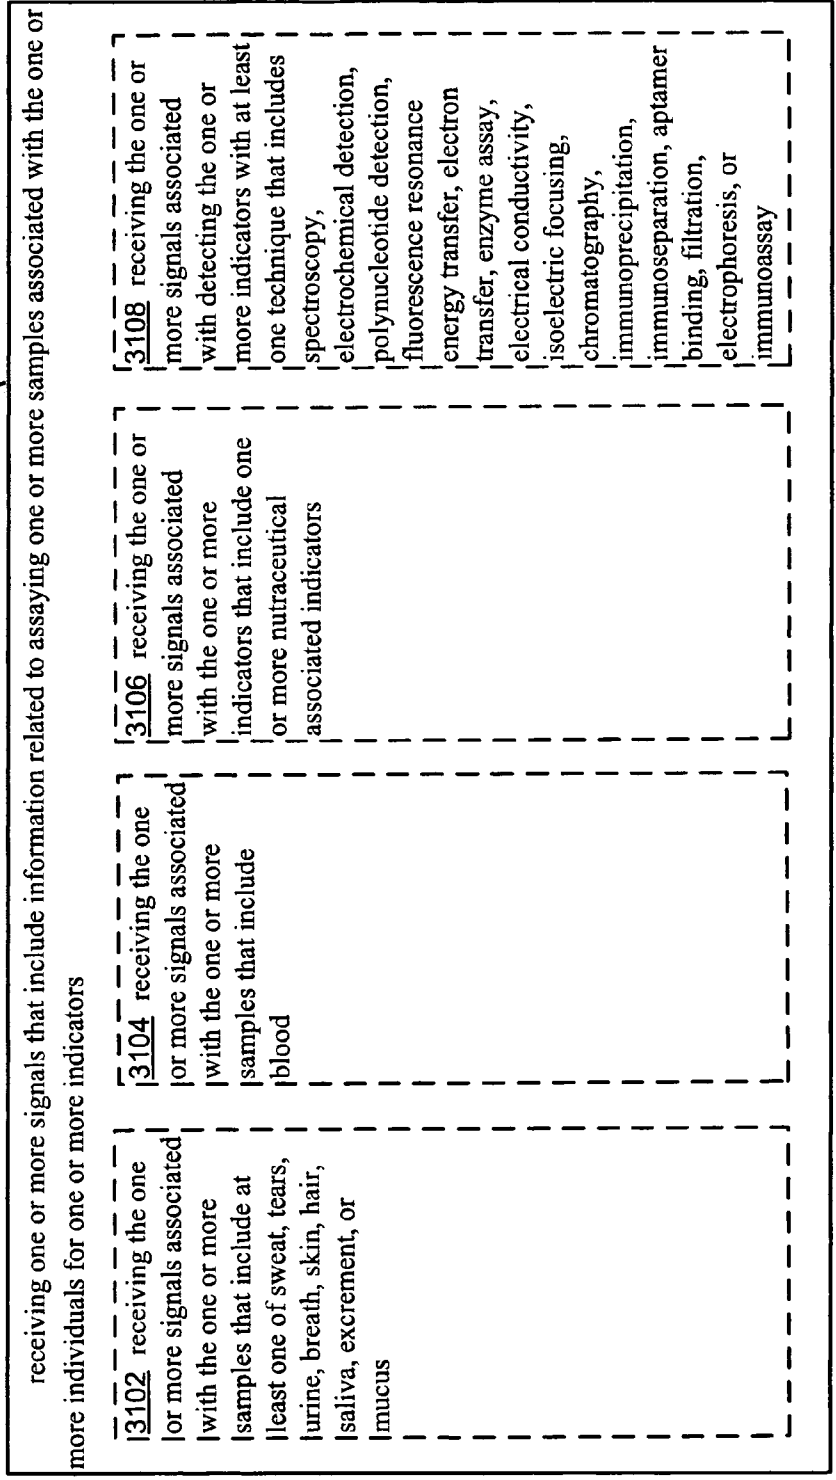 receiving one or more signals that include information related to assaying one or more samples associated with the one or
more individuals for one or more indicators
3102 receiving the one
or more signals associated
with the one or more
samples that include at
least one of sweat, tears,
urine, breath, skin, hair,
saliva, excrement, or
mucus
3104 receiving the one
or more signals associated
with the one or more
samples that include
blood
3106 receiving the one or
more signals associated
with the one or more
indicators that include one
or more nutraceutical
associated indicators
3108 receiving the one or
more signals associated
with detecting the one or
more indicators with at least
one technique that includes
spectroscopy,
electrochemical detection,
polynucleotide detection,
fluorescence resonance
energy transfer, electron
transfer, enzyme assay,
electrical conductivity,
isoelectric focusing,
chromatography,
immunoprecipitation,
immunoseparation, aptamer
binding, filtration,
electrophoresis, or
immunoassay